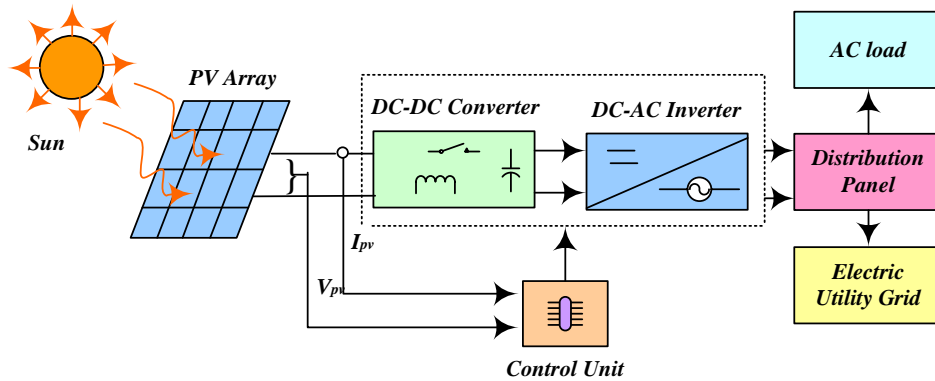 Sun
PV Array
DC-DC Converter
DC-AC Inverter
AC load
Distribution
Panel
Electric
Utility Grid
Ipv
Vpv
Control Unit